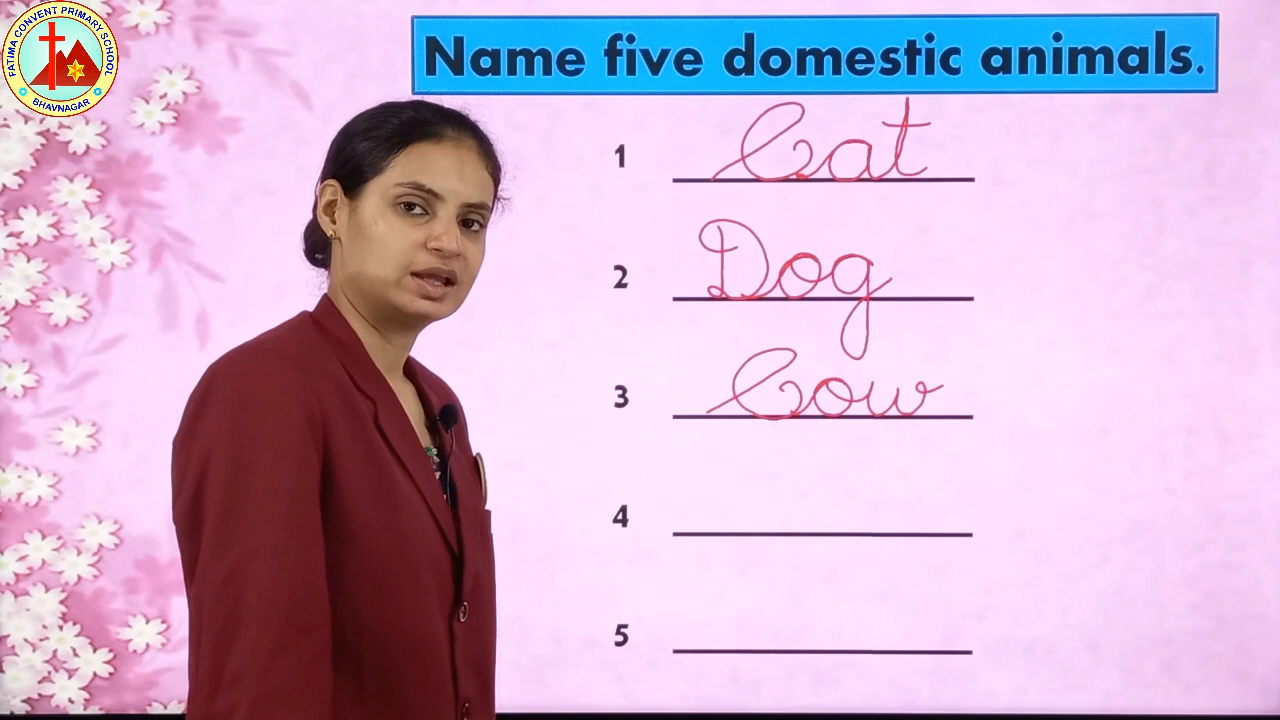 FATIMA CONVENT PRIMARY SCHOOL
BHAVNAGAR
Name five domestic animals.
1 Cat
2 Dog
3 Cow
4
5